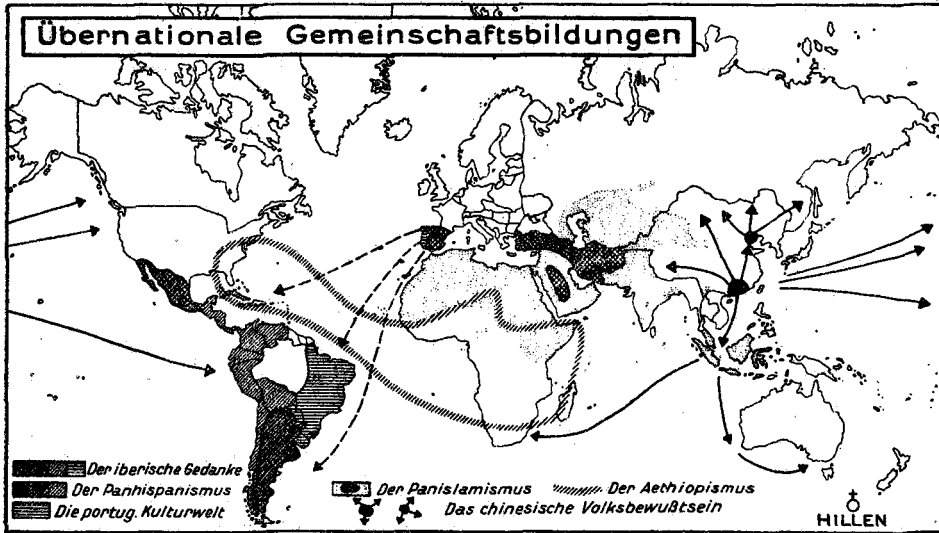 Übernationale Gemeinschaftsbildungen
Der iberische Gedanke
Der Panhispanismus
Die portug. Kulturwelt
Der Panislamismus
Der Aethiopismus
Das chinesische Volksbewußtsein
HILLEN